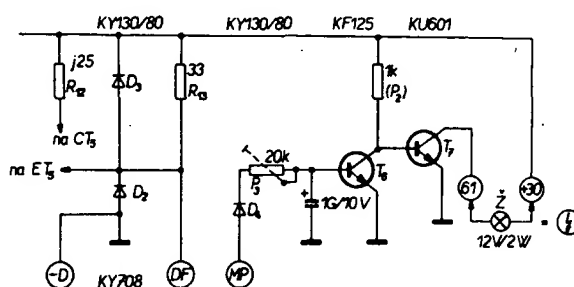 KY130/80 KY130/80 KF125 KU601
j25
R12
D3
33
R13
1k
(P2)
na CT5
na ET5
20k
P3
T6
T7
D2
D4
+
1G/10 V
61
Ž
+30
12V/2W
=
-D
KY708
DF
MP